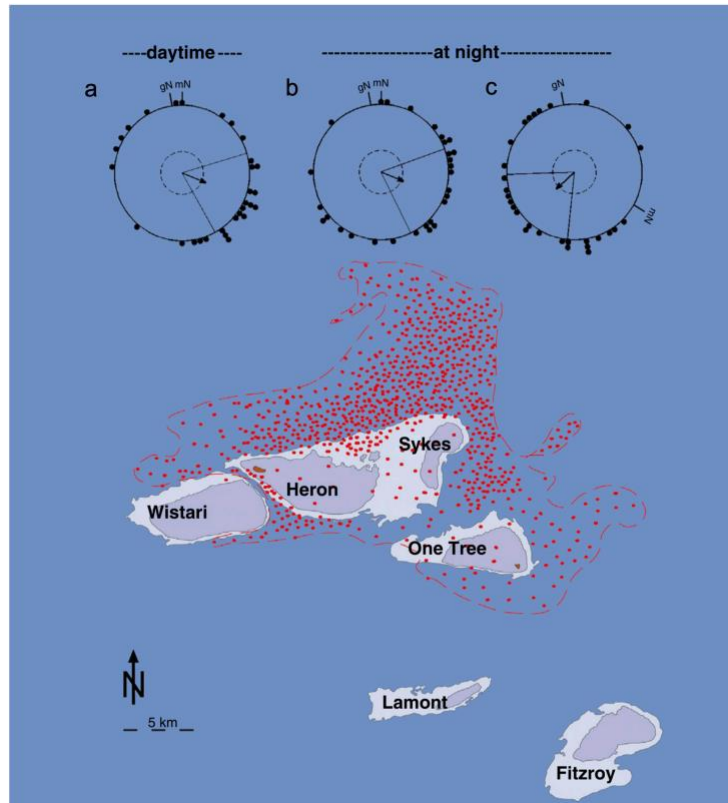 ----daytime----
-----------------------at night-----------------------
a
gN mN
b
gN mN
c
gN
mN
Sykes
Heron
Wistari
One Tree
N
5 km
Lamont
Fitzroy